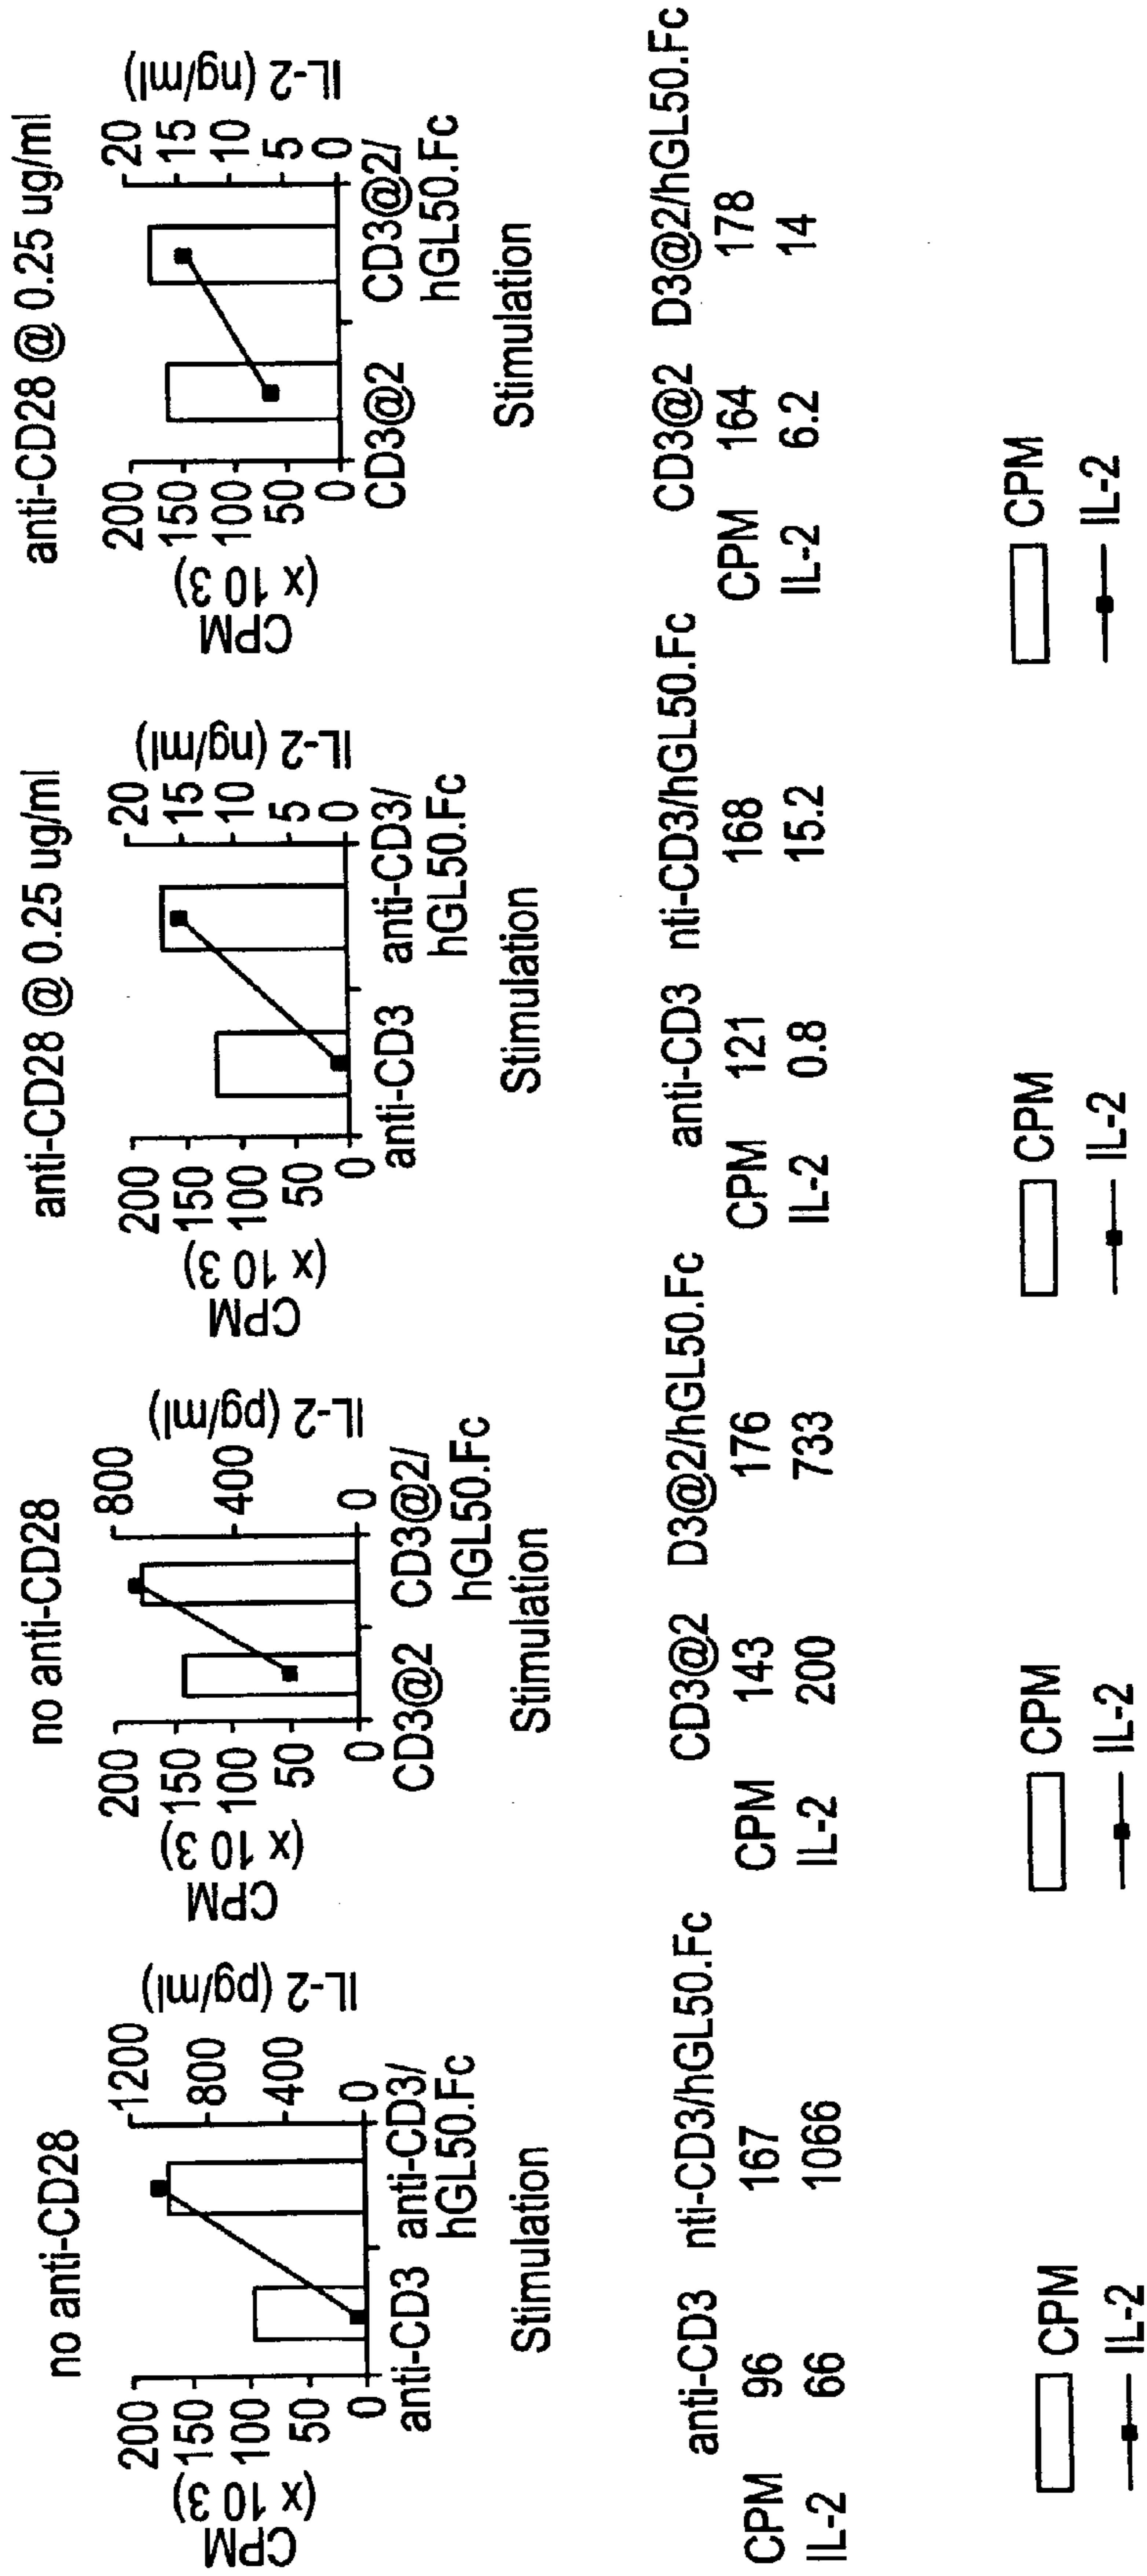 no anti-CD28
CPM
(x 10 3)
200
150
100
50
0
1200
800
400
0
IL-2 (pg/ml)
anti-CD3
anti-CD3/
hGL50.Fc
Stimulation
anti-CD3 nti-CD3/hGL50.Fc
CPM 96 167
IL-2 66 1066
CPM
IL-2
no anti-CD28
CPM
(x 10 3)
200
150
100
50
0
800
400
0
IL-2 (pg/ml)
CD3@2
CD3@2/
hGL50.Fc
Stimulation
CD3@2 D3@2/hGL50.Fc
CPM 143 176
IL-2 200 733
CPM
IL-2
anti-CD28 @ 0.25 ug/ml
CPM
(x 10 3)
200
150
100
50
0
20
15
10
5
0
IL-2 (ng/ml)
anti-CD3
anti-CD3/
hGL50.Fc
Stimulation
anti-CD3 nti-CD3/hGL50.Fc
CPM 121 168
IL-2 0.8 15.2
CPM
IL-2
anti-CD28 @ 0.25 ug/ml
CPM
(x 10 3)
200
150
100
50
0
20
15
10
5
0
IL-2 (ng/ml)
CD3@2
CD3@2/
hGL50.Fc
Stimulation
CD3@2 D3@2/hGL50.Fc
CPM 164 178
IL-2 6.2 14
CPM
IL-2